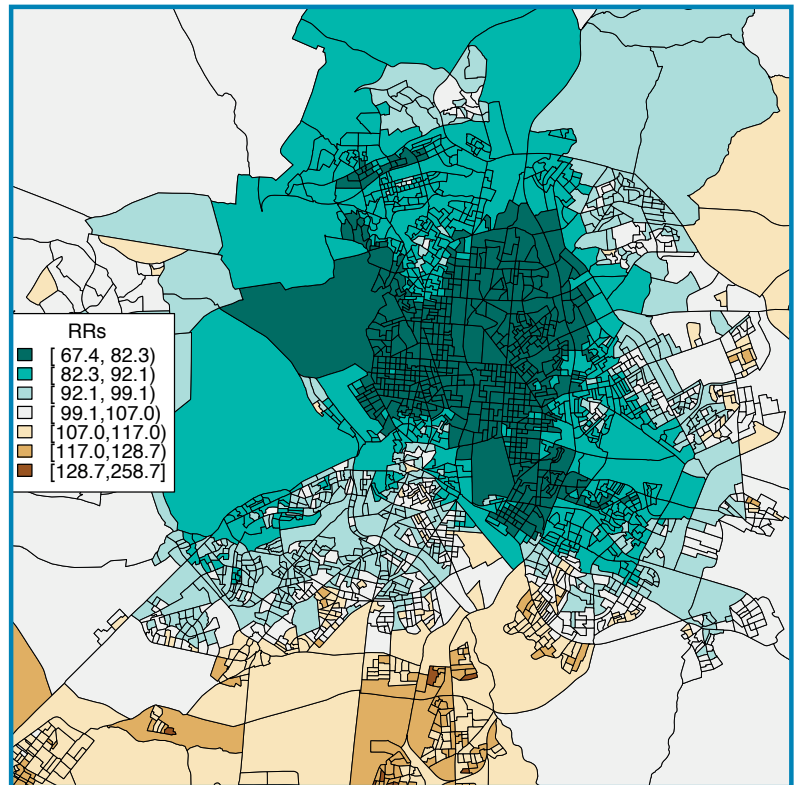 RRs
[ 67.4, 82.3)
[ 82.3, 92.1)
[ 92.1, 99.1)
[ 99.1,107.0)
[107.0,117.0)
[117.0,128.7)
[128.7,258.7]